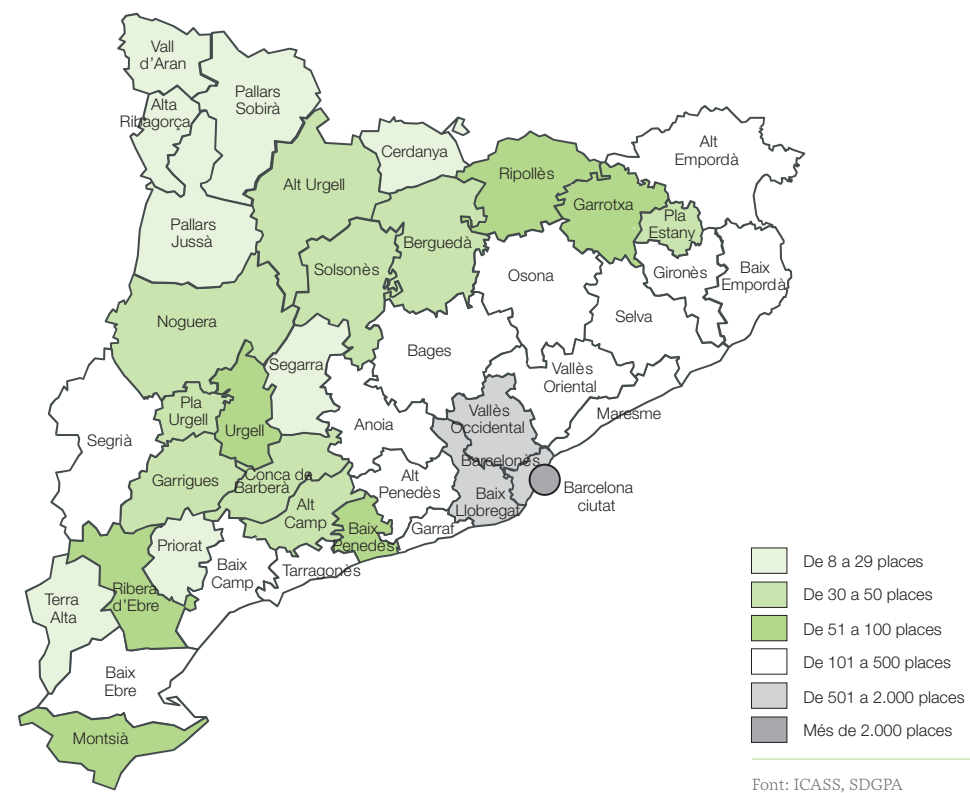 Vall
d'Aran
Alta
Ribagorça
Pallars
Sobirà
Cerdanya
Alt
Empordà
Alt Urgell
Ripollès
Garrotxa
Pla
Estany
Pallars
Jussà
Berguedà
Solsonès
Osona
Gironès
Baix
Empordà
Noguera
Selva
Segarra
Bages
Vallès
Oriental
Pla
Urgell
Urgell
Anoia
Vallès
Occidental
Maresme
Segrià
Barcelonès
Garrigues
Conca de
Barberà
Alt
Penedès
Baix
Llobregat
Barcelona
ciutat
Alt
Camp
Baix
Penedès
Garraf
Priorat
Baix
Camp
Tarragonès
Ribera
d'Ebre
Terra
Alta
Baix
Ebre
Montsià
De 8 a 29 places
De 30 a 50 places
De 51 a 100 places
De 101 a 500 places
De 501 a 2.000 places
Més de 2.000 places
Font: ICASS, SDGPA